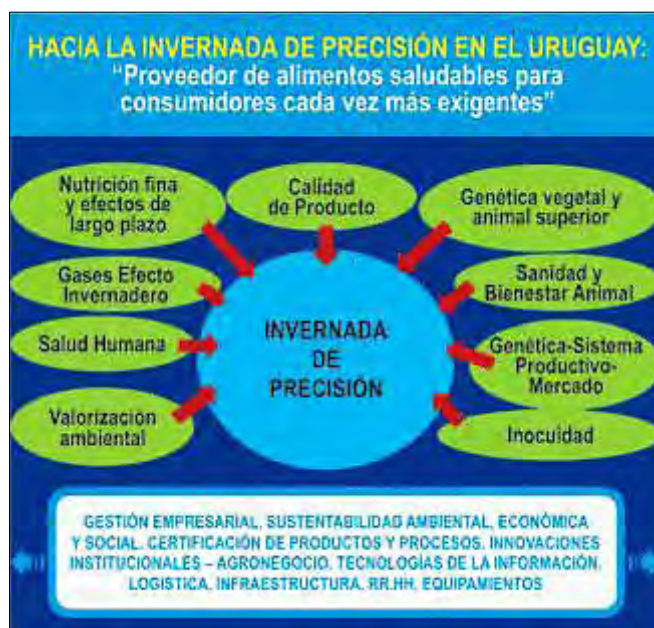 HACIA LA INVERNADA DE PRECISIÓN EN EL URUGUAY:
“Proveedor de alimentos saludables para
consumidores cada vez más exigentes”
Nutrición fina
y efectos de
largo plazo
Calidad
de Producto
Genética vegetal y
animal superior
Gases Efecto
Invernadero
Sanidad y
Bienestar Animal
Salud Humana
Genética-Sistema
Productivo-
Mercado
Valorización
ambiental
Inocuidad
INVERNADA
DE
PRECISIÓN
GESTIÓN EMPRESARIAL, SUSTENTABILIDAD AMBIENTAL, ECONÓMICA
Y SOCIAL. CERTIFICACIÓN DE PRODUCTOS Y PROCESOS. INNOVACIONES
INSTITUCIONALES – AGRONEGOCIO. TECNOLOGÍAS DE LA INFORMACIÓN,
LOGISTICA, INFRAESTRUCTURA, RR.HH, EQUIPAMIENTOS